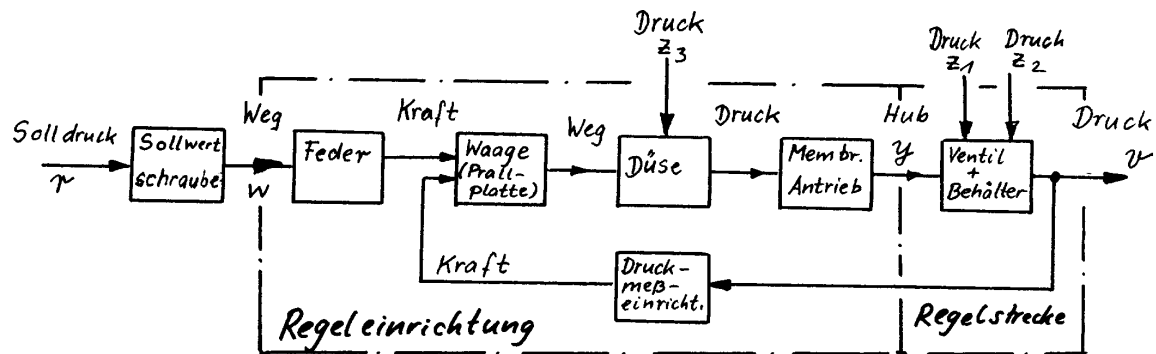 Druck
z3
Druck
z1
Druch
z2
Weg
Kraft
Weg
Druck
Hub
Druck
Solldruck
r
Sollwert
schraube
w
Feder
Waage
(Prall-
platte)
Düse
Membr.
Antrieb
y
Ventil
+
Behälter
v
Kraft
Druck-
meß-
einricht.
Regeleinrichtung
Regelstrecke